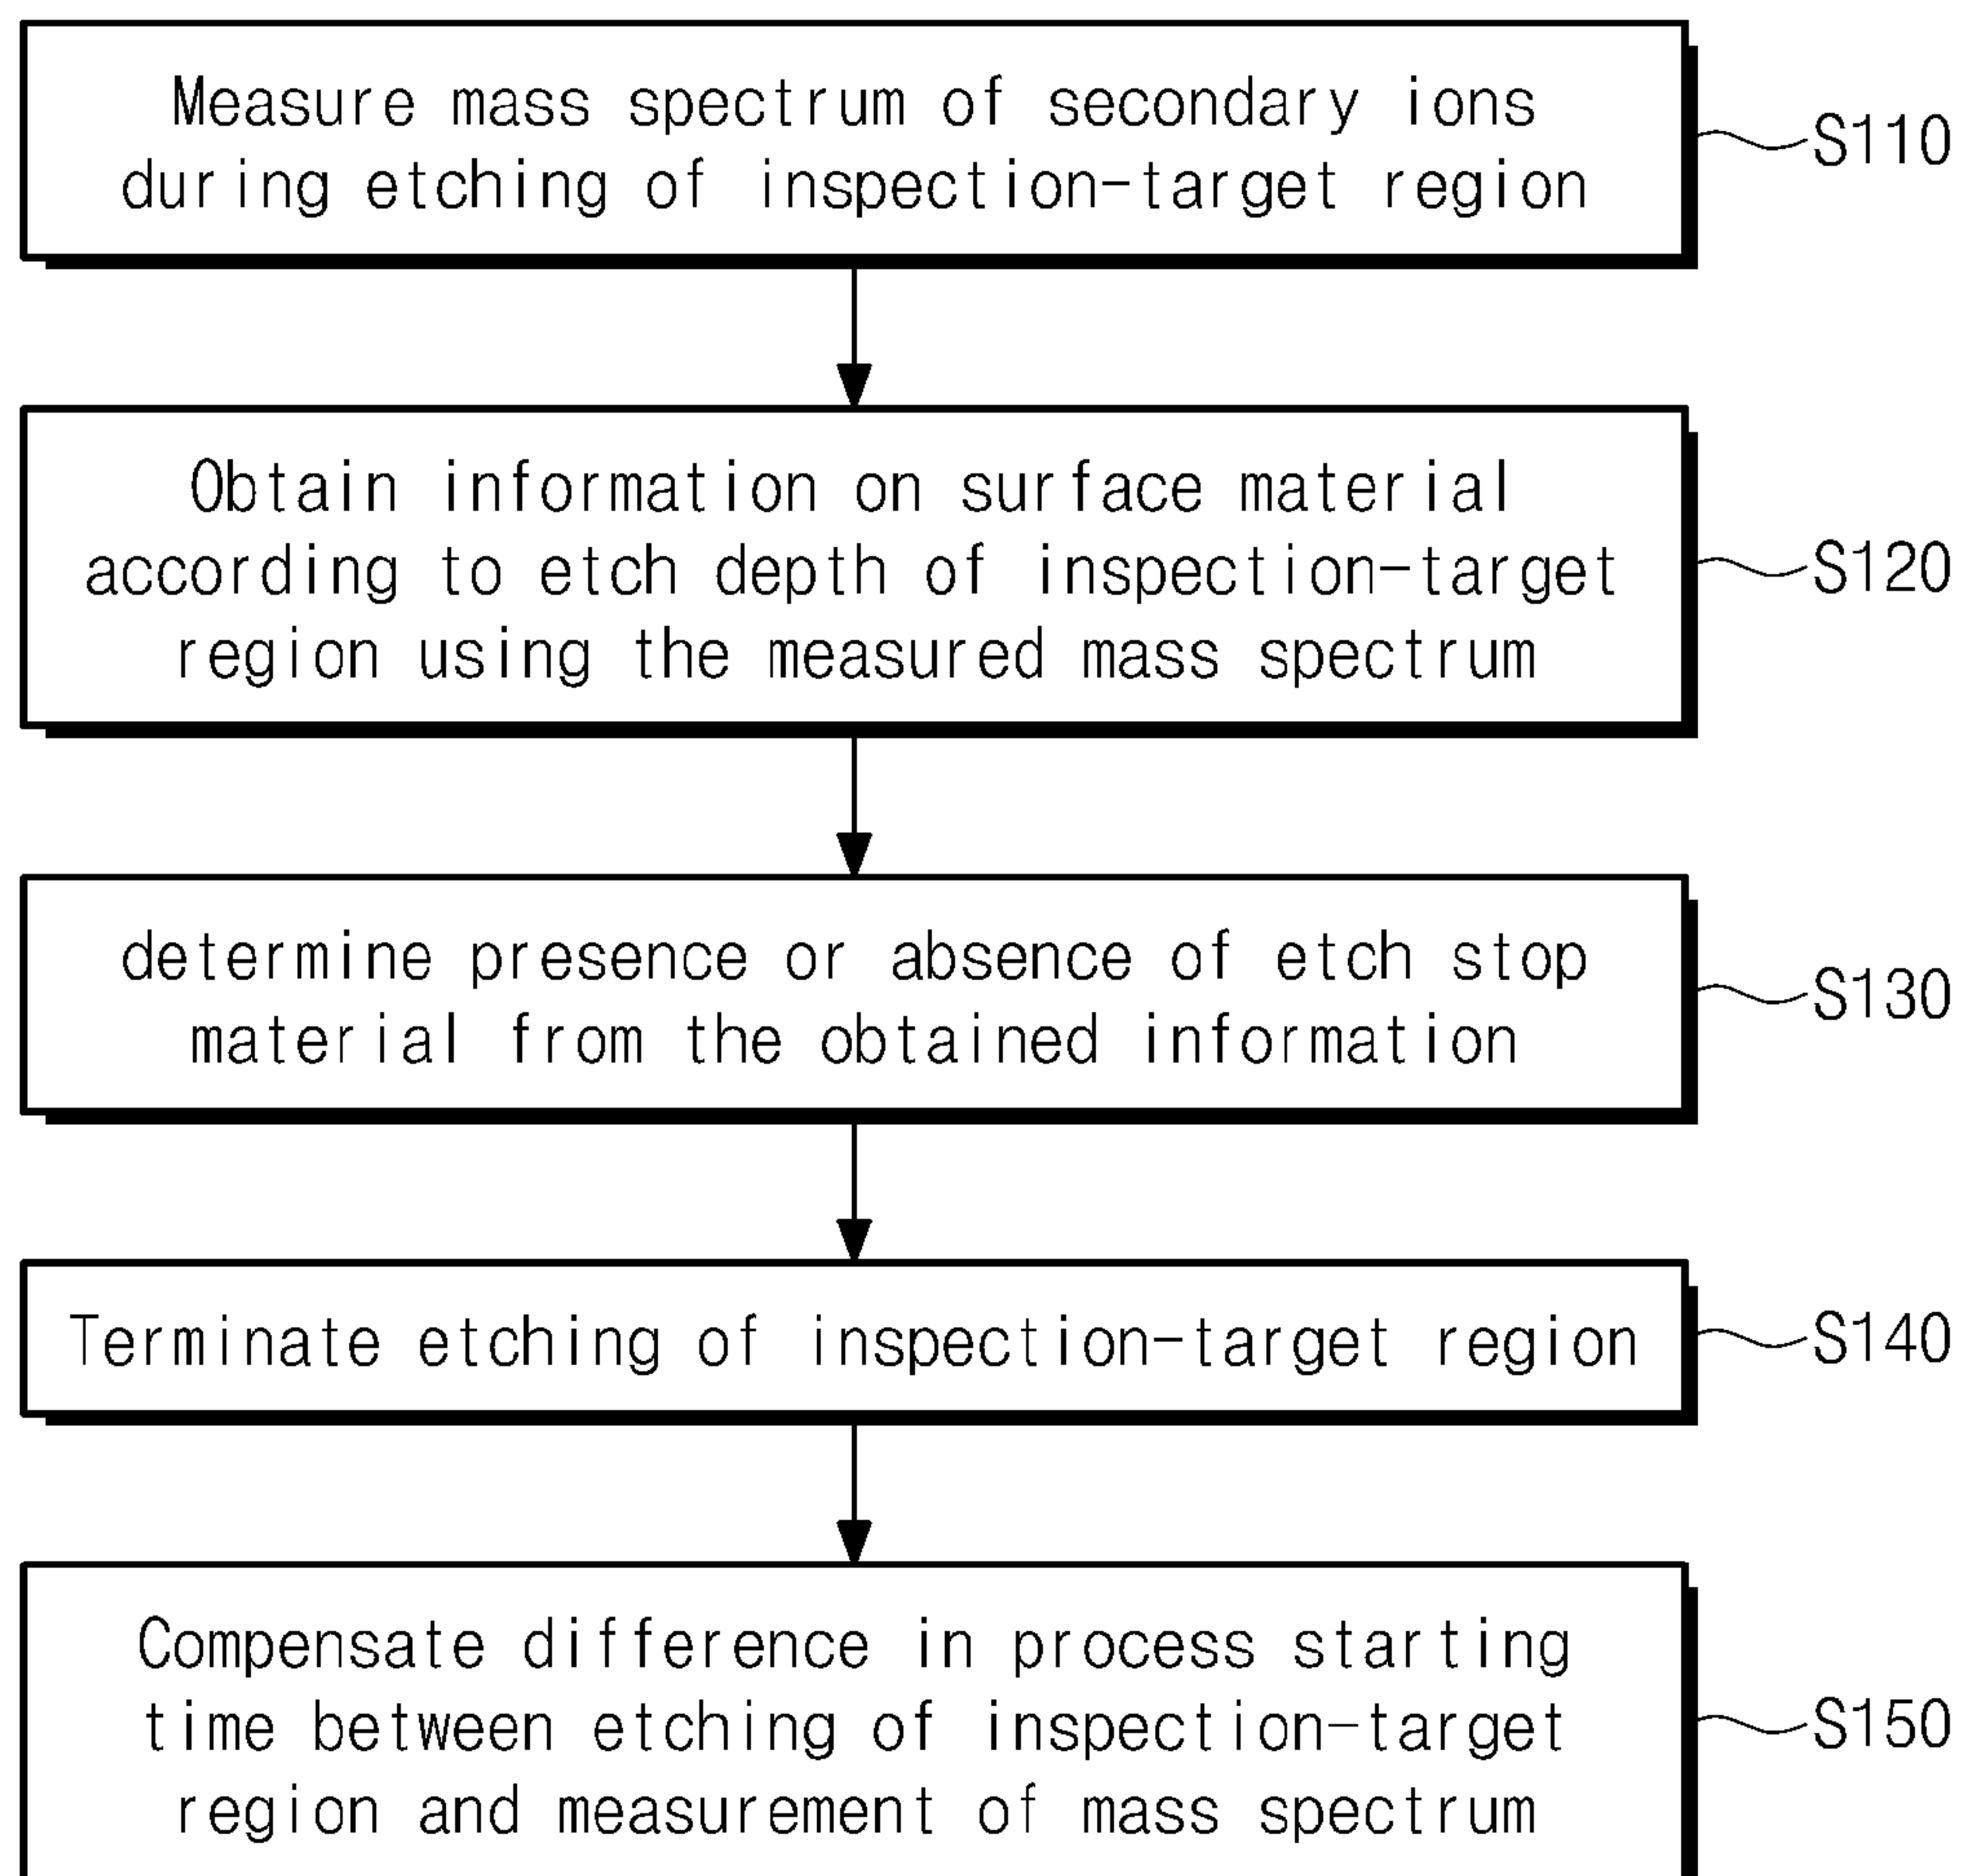 Measure mass spectrum of secondary ions
during etching of inspection-target region
S110
Obtain information on surface material
according to etch depth of inspection-target
region using the measured mass spectrum
S120
determine presence or absence of etch stop
material from the obtained information
S130
Terminate etching of inspection-target region
S140
Compensate difference in process starting
time between etching of inspection-target
region and measurement of mass spectrum
S150